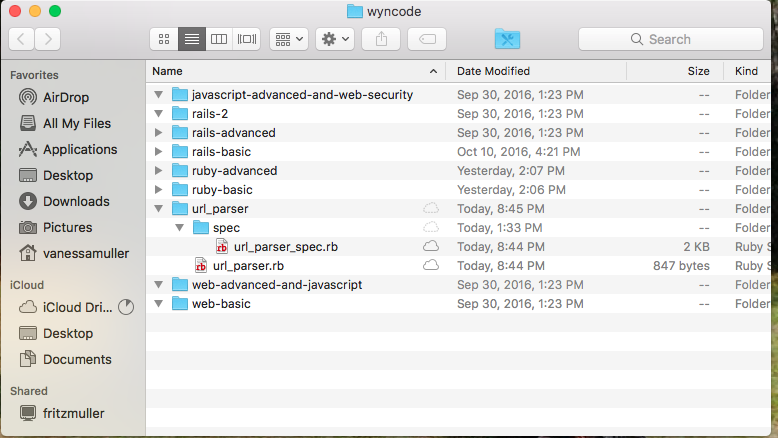 wyncode
Search
Favorites
AirDrop
All My Files
Applications
Desktop
Downloads
Pictures
vanessamuller
iCloud
iCloud Dri...
Desktop
Documents
Shared
fritzmuller
Name Date Modified Size Kind
javascript-advanced-and-web-security Sep 30, 2016, 1:23 PM -- Folder
rails-2 Sep 30, 2016, 1:23 PM -- Folder
rails-advanced Sep 30, 2016, 1:23 PM -- Folder
rails-basic Oct 10, 2016, 4:21 PM -- Folder
ruby-advanced Yesterday, 2:07 PM -- Folder
ruby-basic Yesterday, 2:06 PM -- Folder
url_parser Today, 8:45 PM -- Folder
spec Today, 1:33 PM -- Folder
rb url_parser_spec.rb Today, 8:44 PM 2 KB Ruby S
rb url_parser.rb Today, 8:44 PM 847 bytes Ruby S
web-advanced-and-javascript Sep 30, 2016, 1:23 PM -- Folder
web-basic Sep 30, 2016, 1:23 PM -- Folder